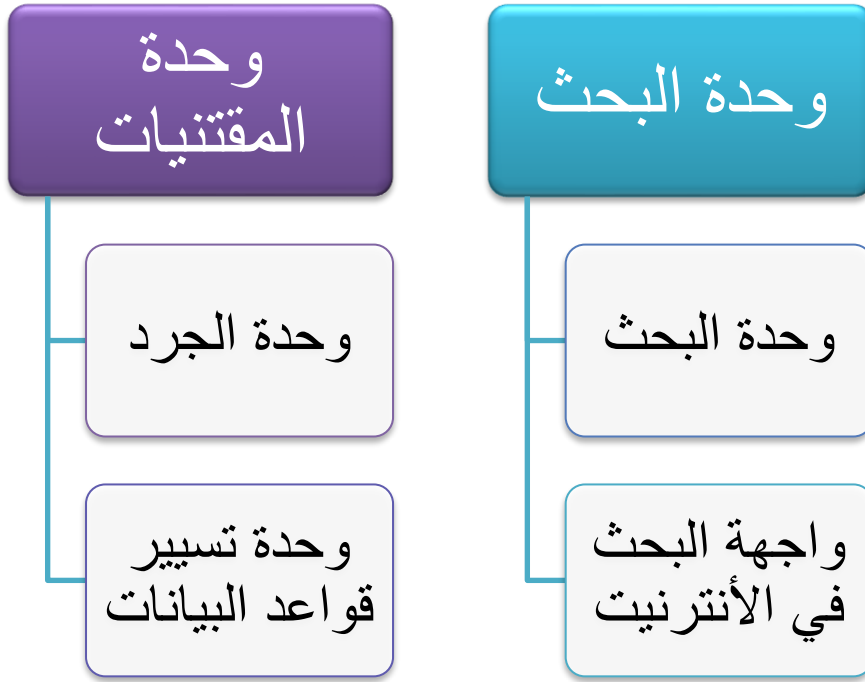 وحدة البحث
وحدة البحث
واجهة البحث
في الأنترنيت
وحدة
المقتنيات
وحدة الجرد
وحدة تسيير
قواعد البيانات